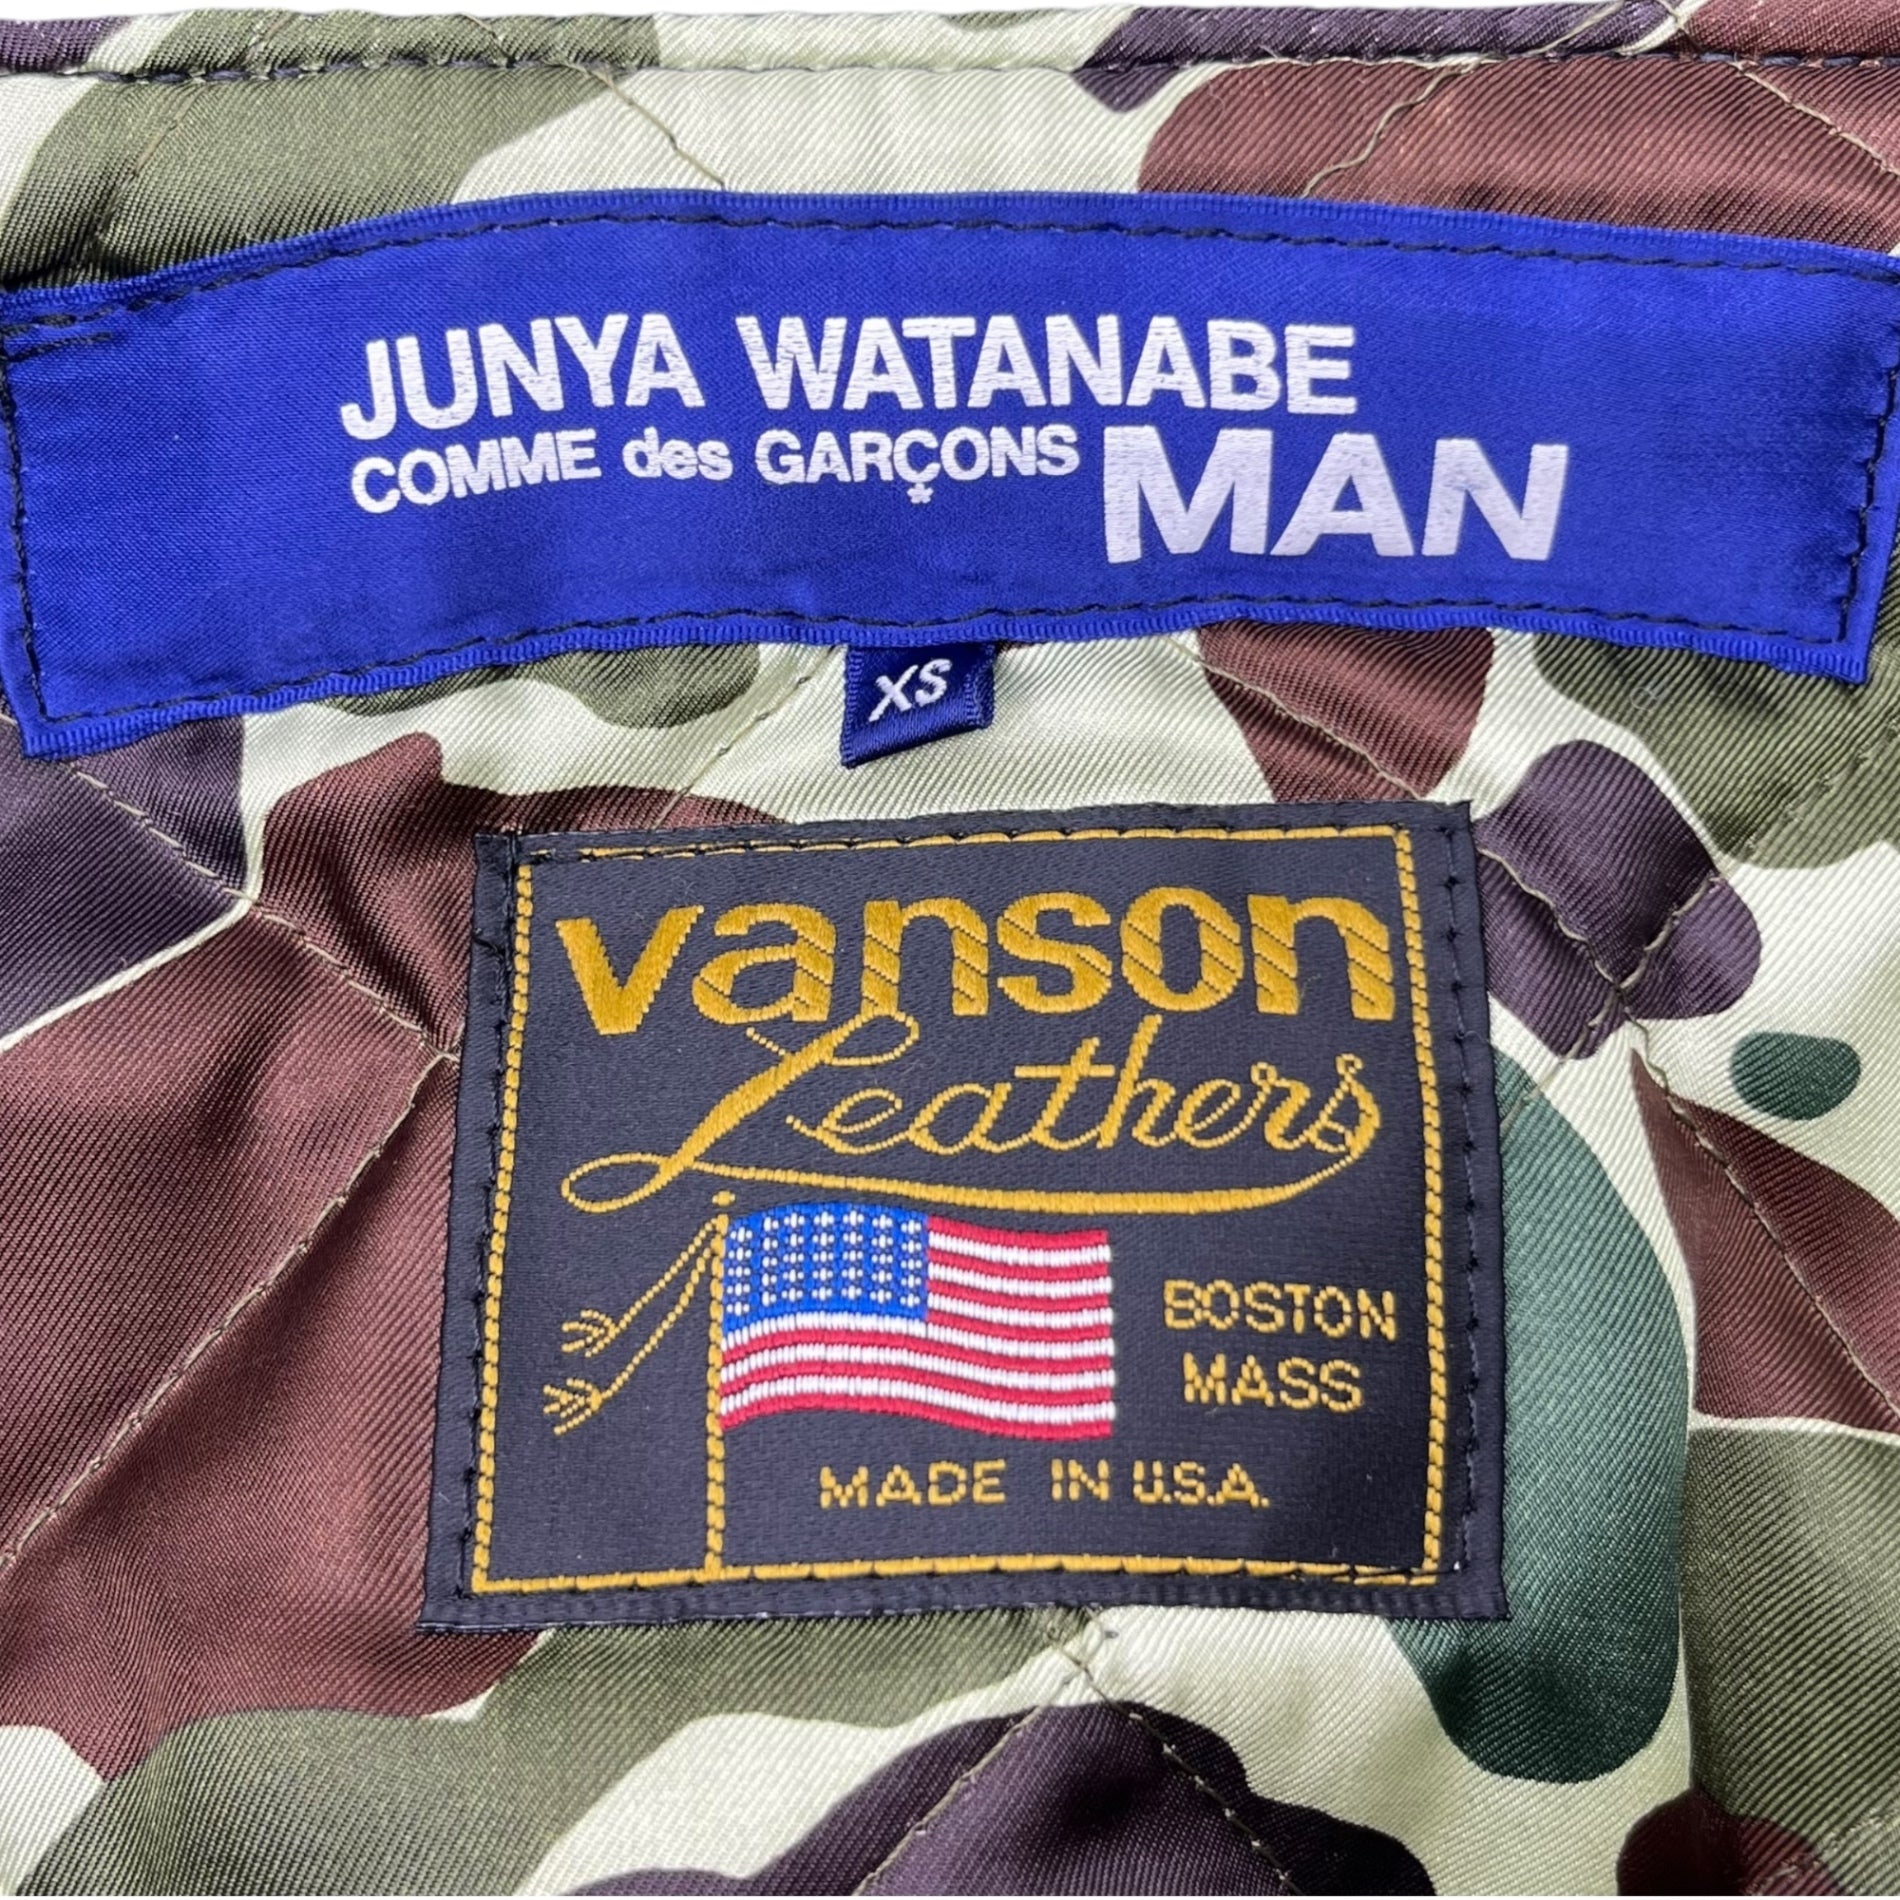 JUNYA WATANABE
COMME des GARÇONS MAN
XS
vanson
Leathers
BOSTON
MASS
MADE IN U.S.A.